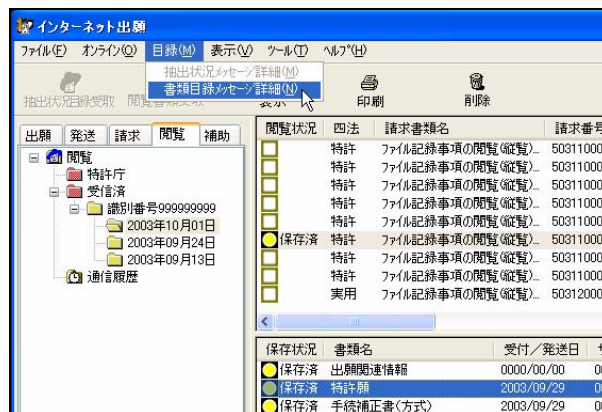 インターネット出願
ファイル(F) オンライン(O) 目録(M) 表示(V) ツール(T) ヘルプ(H)
抽出状況メッセージ詳細(M)
書類目録メッセージ詳細(N)
抽出状況目録受取 閲覧書類受取 表示 印刷 削除
出願 発送 請求 閲覧 補助
閲覧
特許庁
受信済
識別番号999999999
2003年10月01日
2003年09月24日
2003年09月13日
通信履歴
閲覧状況 四法 請求書類名 請求番号
特許 ファイル記録事項の閲覧(縦覧)... 50311000
特許 ファイル記録事項の閲覧(縦覧)... 50311000
特許 ファイル記録事項の閲覧(縦覧)... 50311000
特許 ファイル記録事項の閲覧(縦覧)... 50311000
特許 ファイル記録事項の閲覧(縦覧)... 50311000
保存済 特許 ファイル記録事項の閲覧(縦覧)... 50311000
特許 ファイル記録事項の閲覧(縦覧)... 50311000
特許 ファイル記録事項の閲覧(縦覧)... 50311000
実用 ファイル記録事項の閲覧(縦覧)... 50312000
保存状況 書類名 受付/発送日
保存済 出願関連情報 0000/00/00
保存済 特許願 2003/09/29
保存済 手続補正書(方式) 2003/09/29